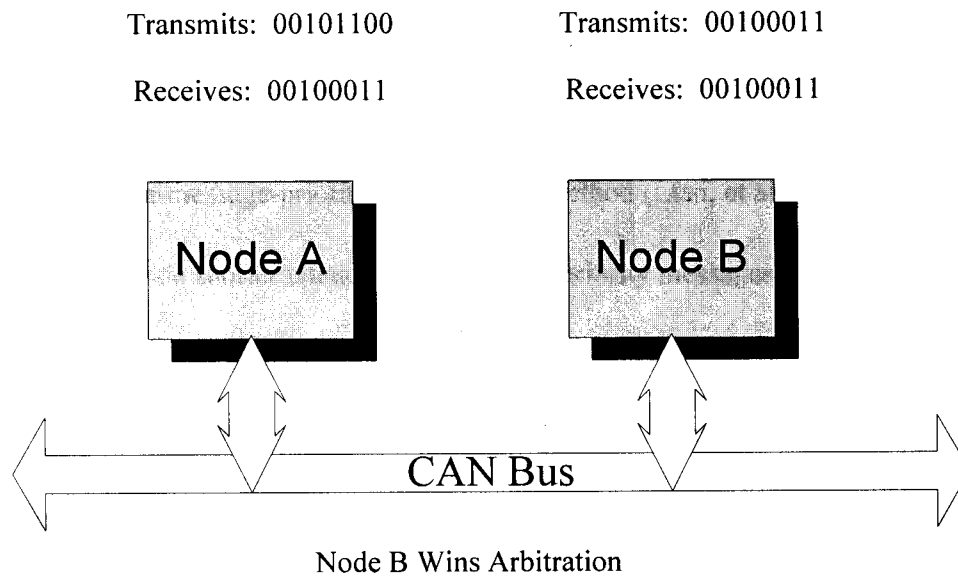 Transmits: 00101100
Transmits: 00100011
Receives: 00100011
Receives: 00100011
Node A
Node B
CAN Bus
Node B Wins Arbitration